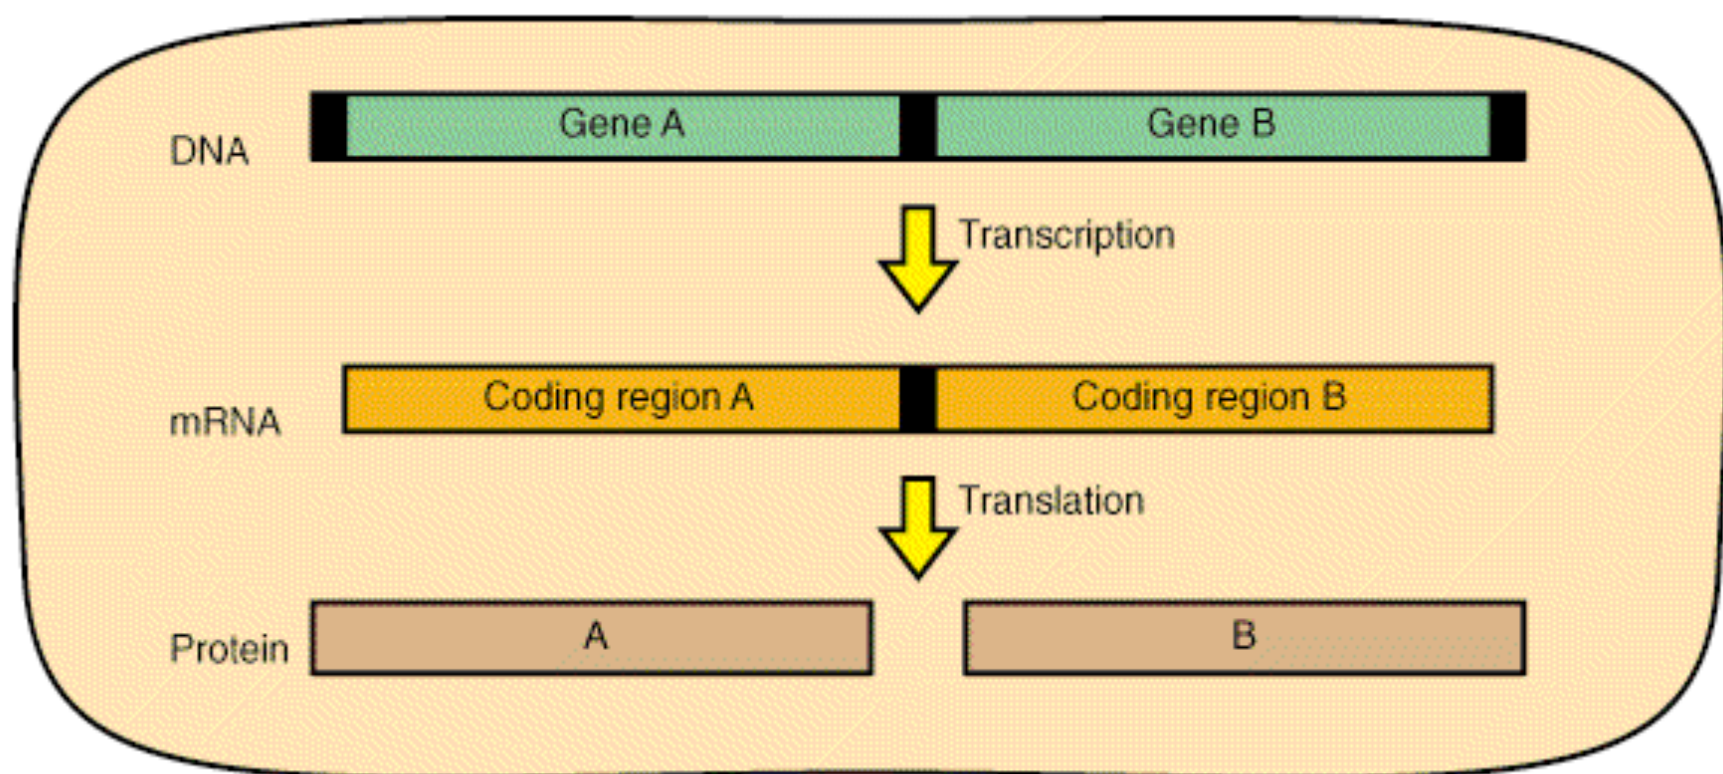 Gene A
Gene B
DNA
Transcription
Coding region A
Coding region B
mRNA
Translation
A
B
Protein